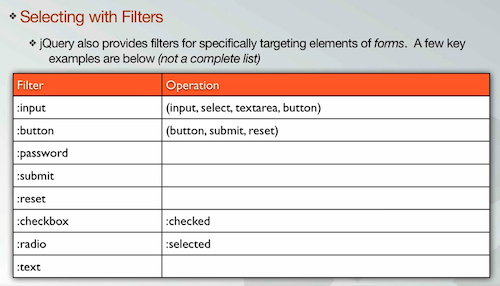 Selecting with Filters
jQuery also provides filters for specifically targeting elements of forms. A few key
examples are below (not a complete list)
Filter Operation
:input (input, select, textarea, button)
:button (button, submit, reset)
:password
:submit
:reset
:checkbox :checked
:radio :selected
:text